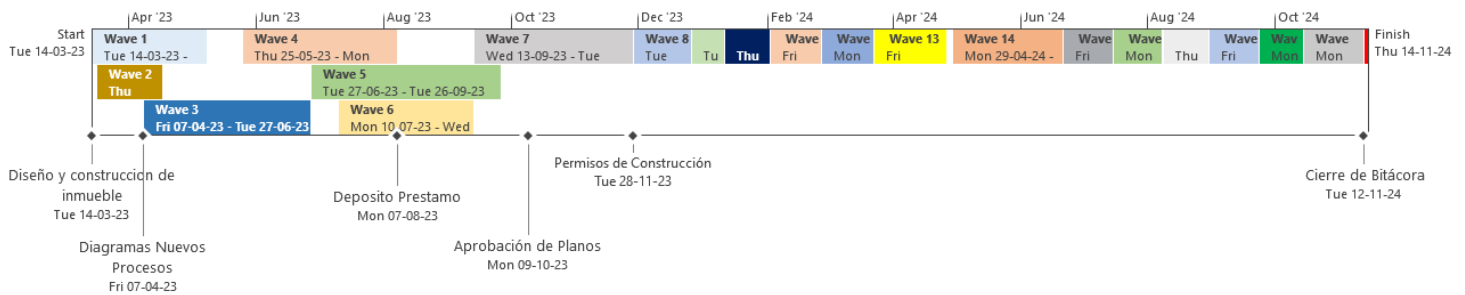 Apr '23 Jun '23 Aug '23 Oct '23 Dec '23 Feb '24 Apr '24 Jun '24 Aug '24 Oct '24
Start
Tue 14-03-23
Wave 1
Tue 14-03-23 -
Wave 4
Thu 25-05-23 - Mon
Wave 7
Wed 13-09-23 - Tue
Wave 8
Tue
Tu
Thu
Wave
Fri
Wave
Mon
Wave 13
Fri
Wave 14
Mon 29-04-24 -
Wave
Fri
Wave
Mon
Thu
Wave
Fri
Wav
Mon
Wave
Mon
Finish
Thu 14-11-24
Wave 2
Thu
Wave 5
Tue 27-06-23 - Tue 26-09-23
Wave 3
Fri 07-04-23 - Tue 27-06-23
Wave 6
Mon 10-07-23 - Wed
Diseño y construccion de
inmueble
Tue 14-03-23
Diagramas Nuevos
Procesos
Fri 07-04-23
Deposito Prestamo
Mon 07-08-23
Aprobación de Planos
Mon 09-10-23
Permisos de Construcción
Tue 28-11-23
Cierre de Bitácora
Tue 12-11-24